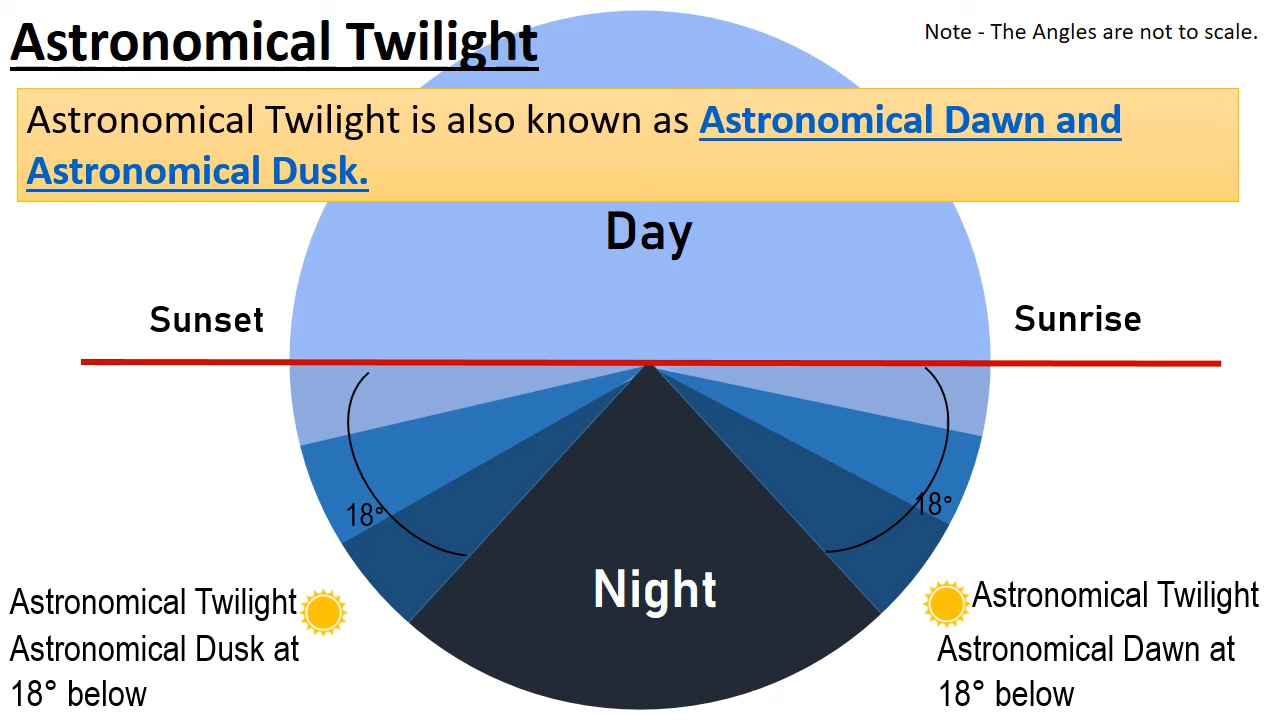 Astronomical Twilight
Note - The Angles are not to scale.
Astronomical Twilight is also known as Astronomical Dawn and
Astronomical Dusk.
Day
Sunset
Sunrise
18°
18°
Night
Astronomical Twilight
Astronomical Dusk at
18° below
Astronomical Twilight
Astronomical Dawn at
18° below